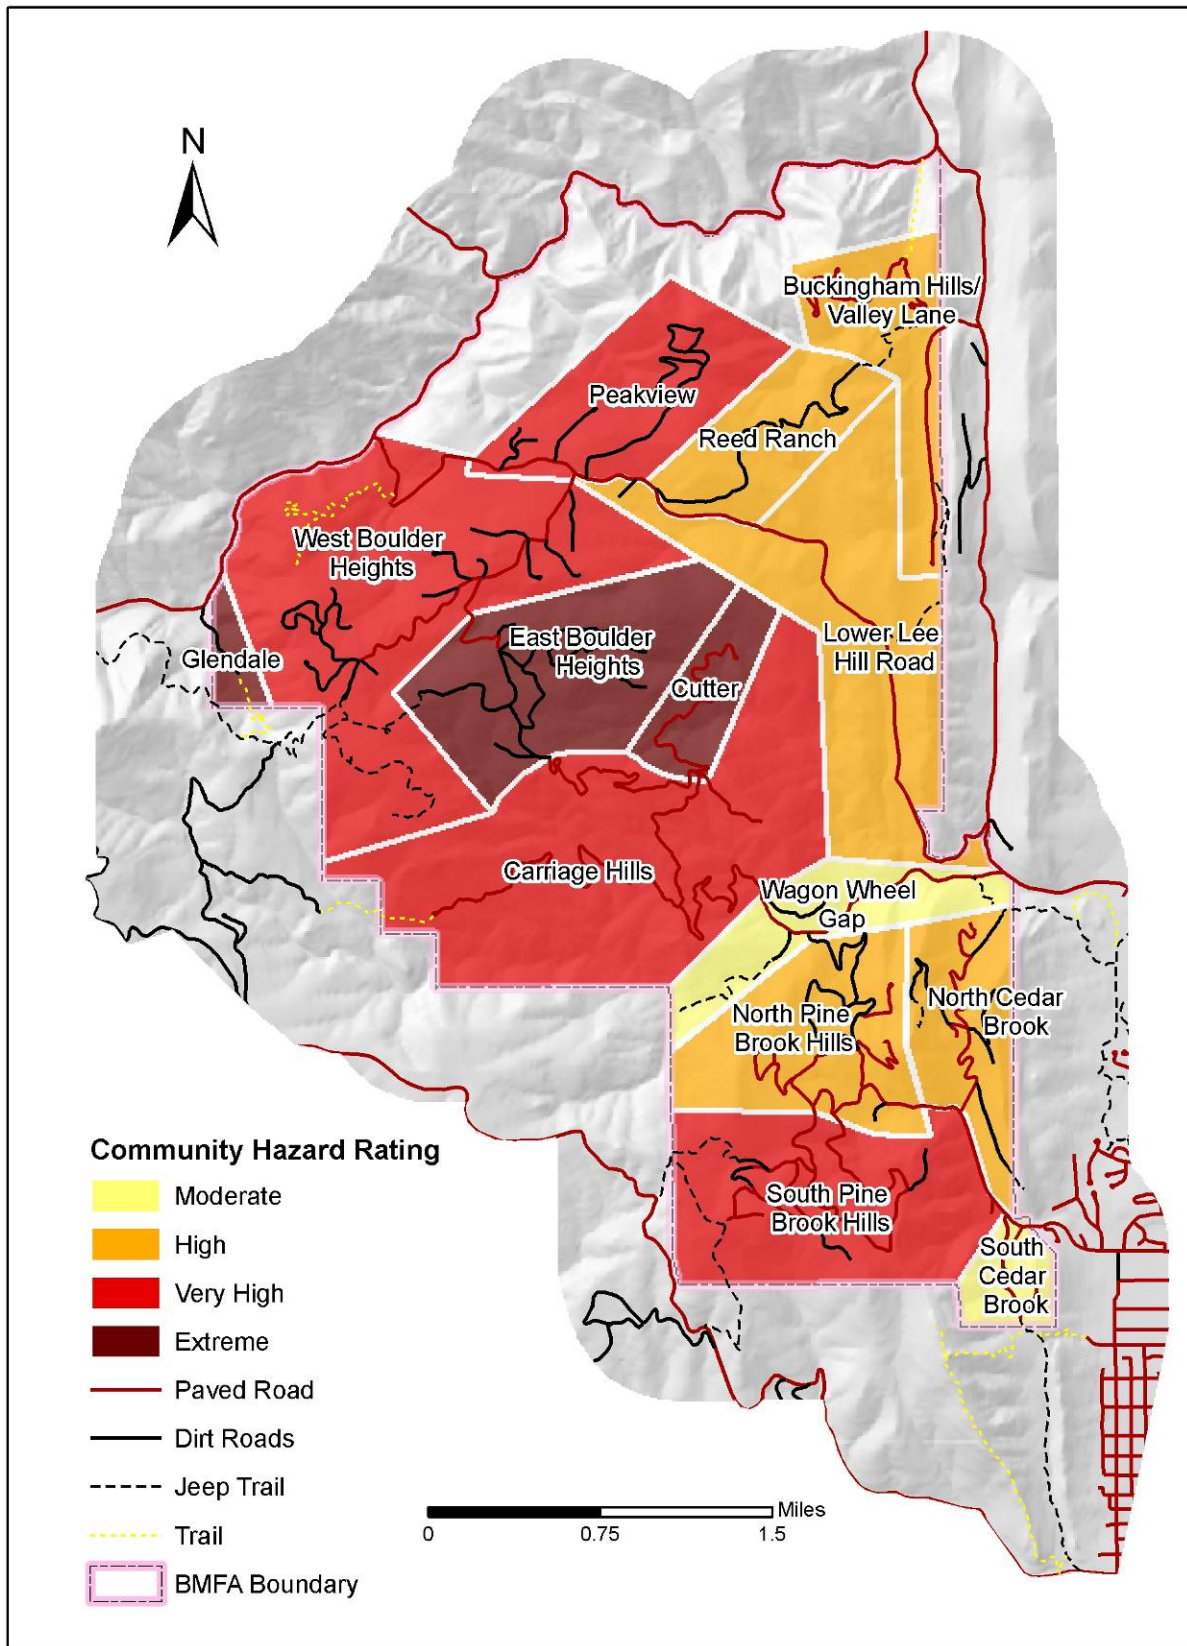 N
Buckingham Hills/
Valley Lane
Peakview
Reed Ranch
West Boulder
Heights
East Boulder
Heights
Lower Lee
Hill Road
Glendale
Cutter
Carriage Hills
Wagon Wheel
Gap
North Pine
Brook Hills
North Cedar
Brook
South Pine
Brook Hills
South
Cedar
Brook
Community Hazard Rating
Moderate
High
Very High
Extreme
Paved Road
Dirt Roads
Jeep Trail
Trail
BMFA Boundary
Miles
0 0.75 1.5